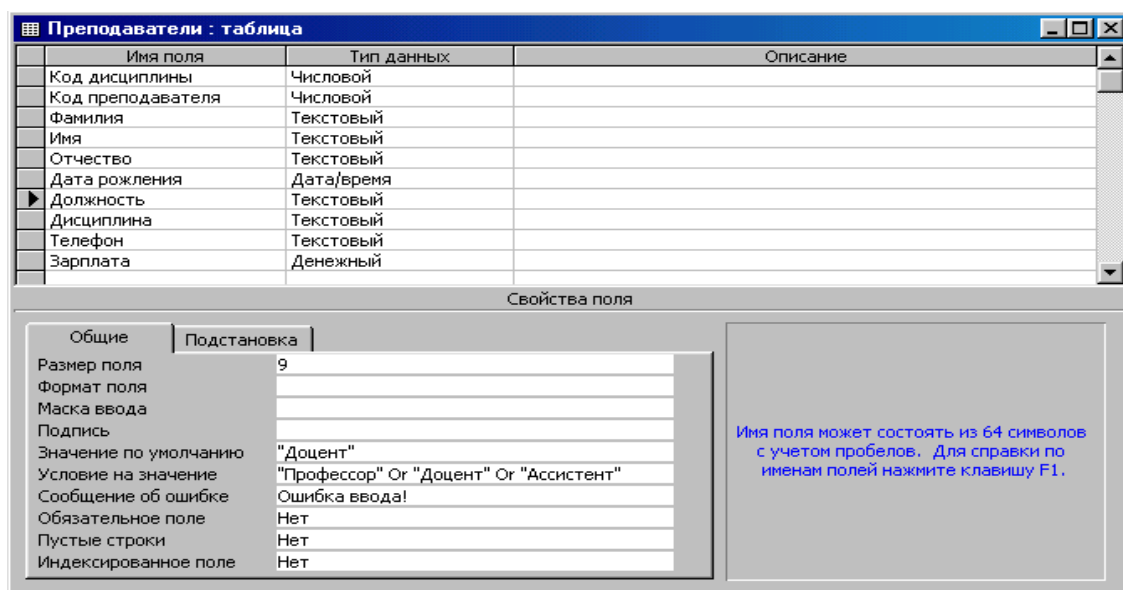 Преподаватели : таблица
Имя поля Тип данных Описание
Код дисциплины Числовой
Код преподавателя Числовой
Фамилия Текстовый
Имя Текстовый
Отчество Текстовый
Дата рожления Дата/время
Должность Текстовый
Дисциплина Текстовый
Телефон Текстовый
Зарплата Денежный
Свойства поля
Общие Подстановка
Размер поля 9
Формат поля
Маска ввода
Подпись
Значение по умолчанию "Доцент"
Условие на значение "Профессор" Or "Доцент" Or "Ассистент"
Сообщение об ошибке Ошибка ввода!
Обязательное поле Нет
Пустые строки Нет
Индексированное поле Нет
Имя поля может состоять из 64 символов
с учетом пробелов. Для справки по
именам полей нажмите клавишу F1.